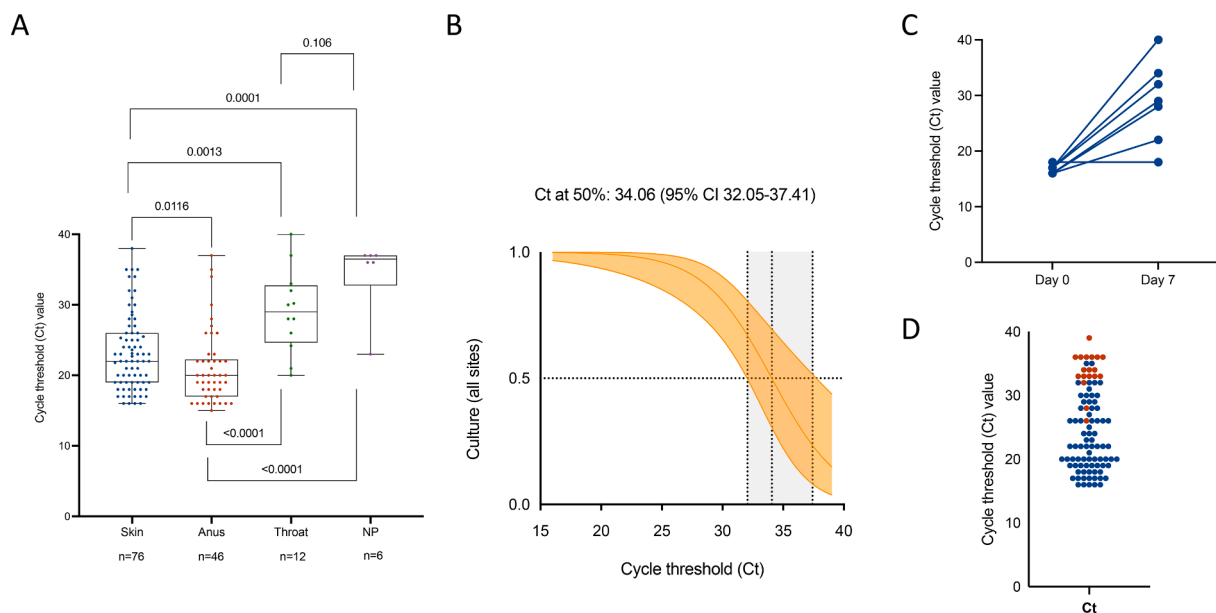 A
0.106
0.0001
0.0013
0.0116
40
30
20
10
0
Cycle threshold (Ct) value
<0.0001
<0.0001
Skin Anus Throat NP
n=76 n=46 n=12 n=6
B
Ct at 50%: 34.06 (95% CI 32.05-37.41)
1.0
0.5
0.0
Culture (all sites)
15 20 25 30 35 40
Cycle threshold (Ct)
C
40
30
20
10
0
Cycle threshold (Ct) value
Day 0 Day 7
D
40
30
20
10
0
Cycle threshold (Ct) value
Ct